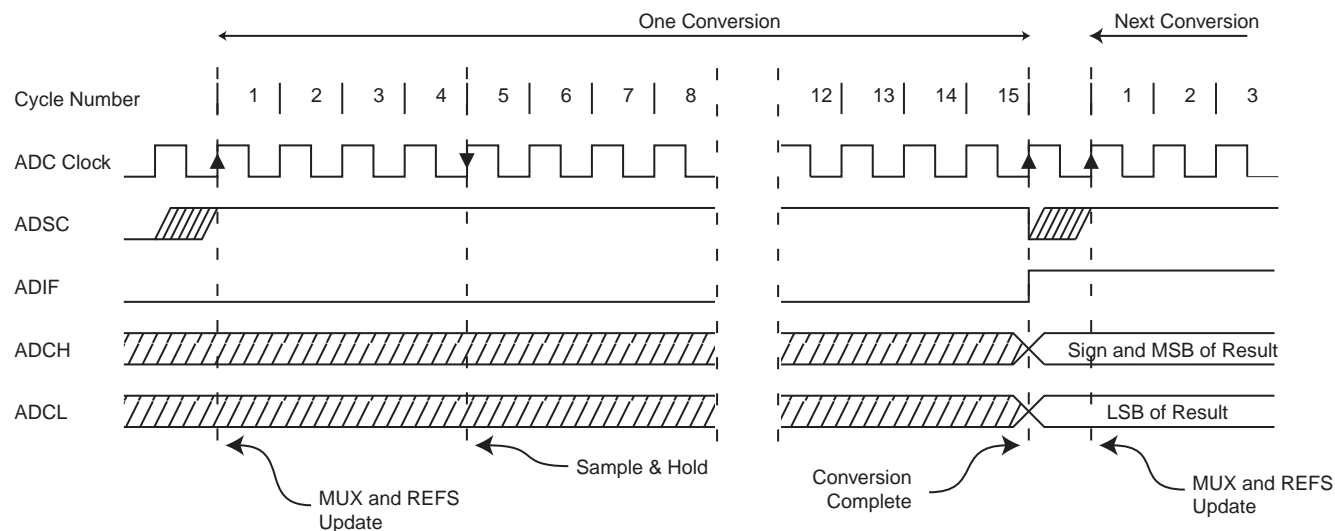 One Conversion
Next Conversion
Cycle Number
1 2 3 4 5 6 7 8 12 13 14 15 1 2 3
ADC Clock
ADSC
ADIF
ADCH
Sign and MSB of Result
ADCL
LSB of Result
MUX and REFS
Update
Sample & Hold
Conversion
Complete
MUX and REFS
Update